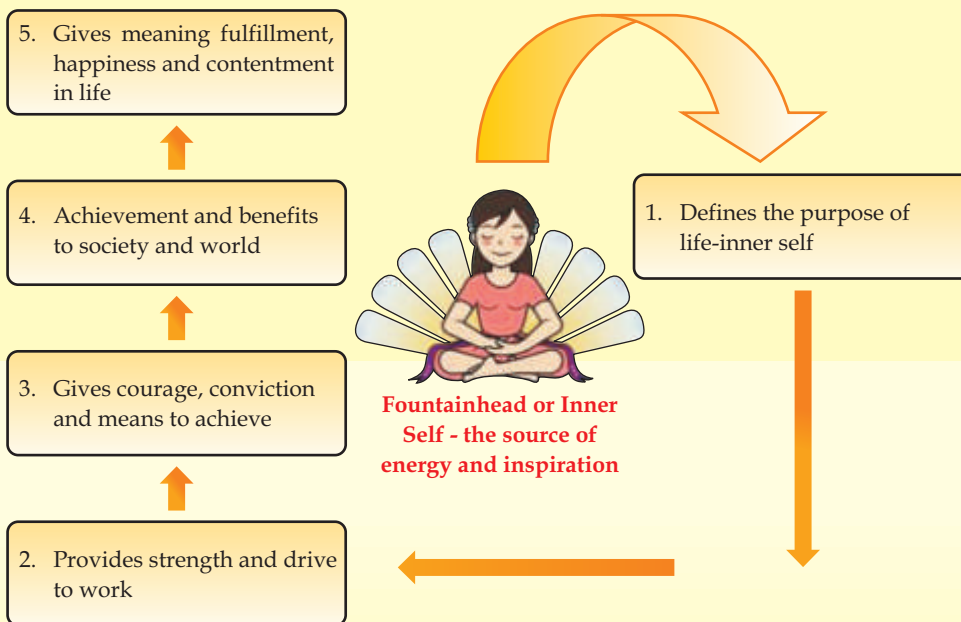 5. Gives meaning fulfillment,
happiness and contentment
in life
4. Achievement and benefits
to society and world
3. Gives courage, conviction
and means to achieve
2. Provides strength and drive
to work
Fountainhead or Inner
Self - the source of
energy and inspiration
1. Defines the purpose of
life-inner self